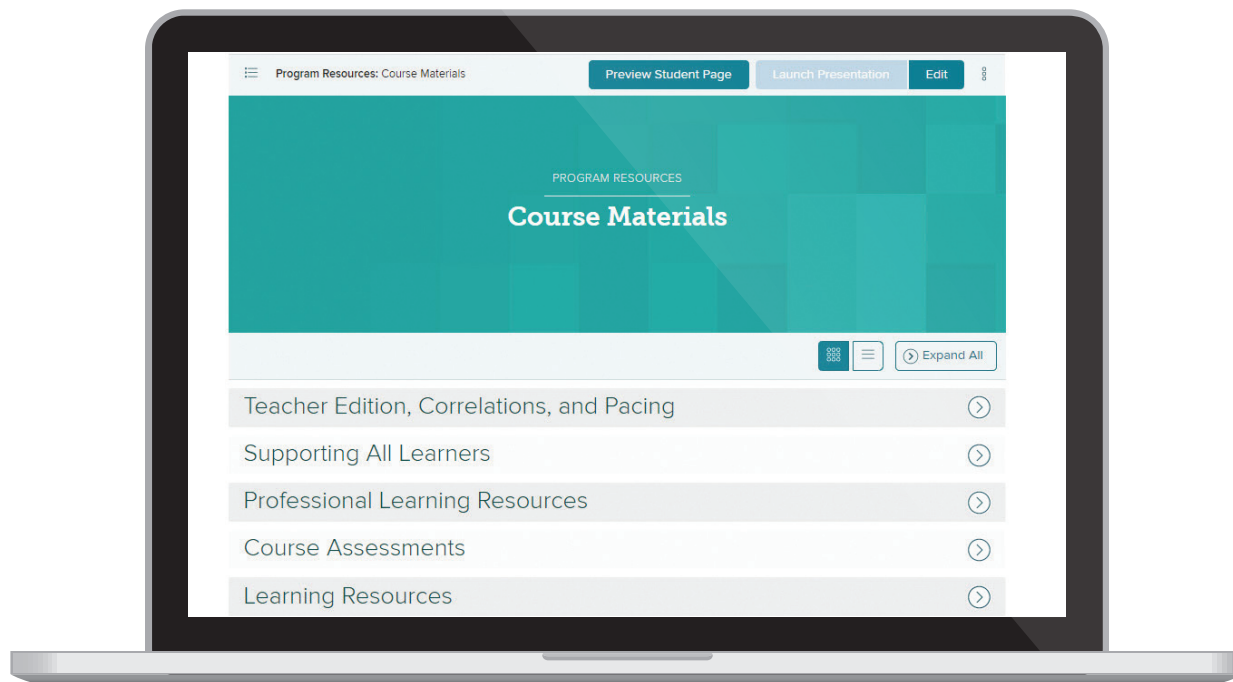 Program Resources: Course Materials
Preview Student Page
Launch Presentation
Edit
PROGRAM RESOURCES
Course Materials
Expand All
Teacher Edition, Correlations, and Pacing
Supporting All Learners
Professional Learning Resources
Course Assessments
Learning Resources